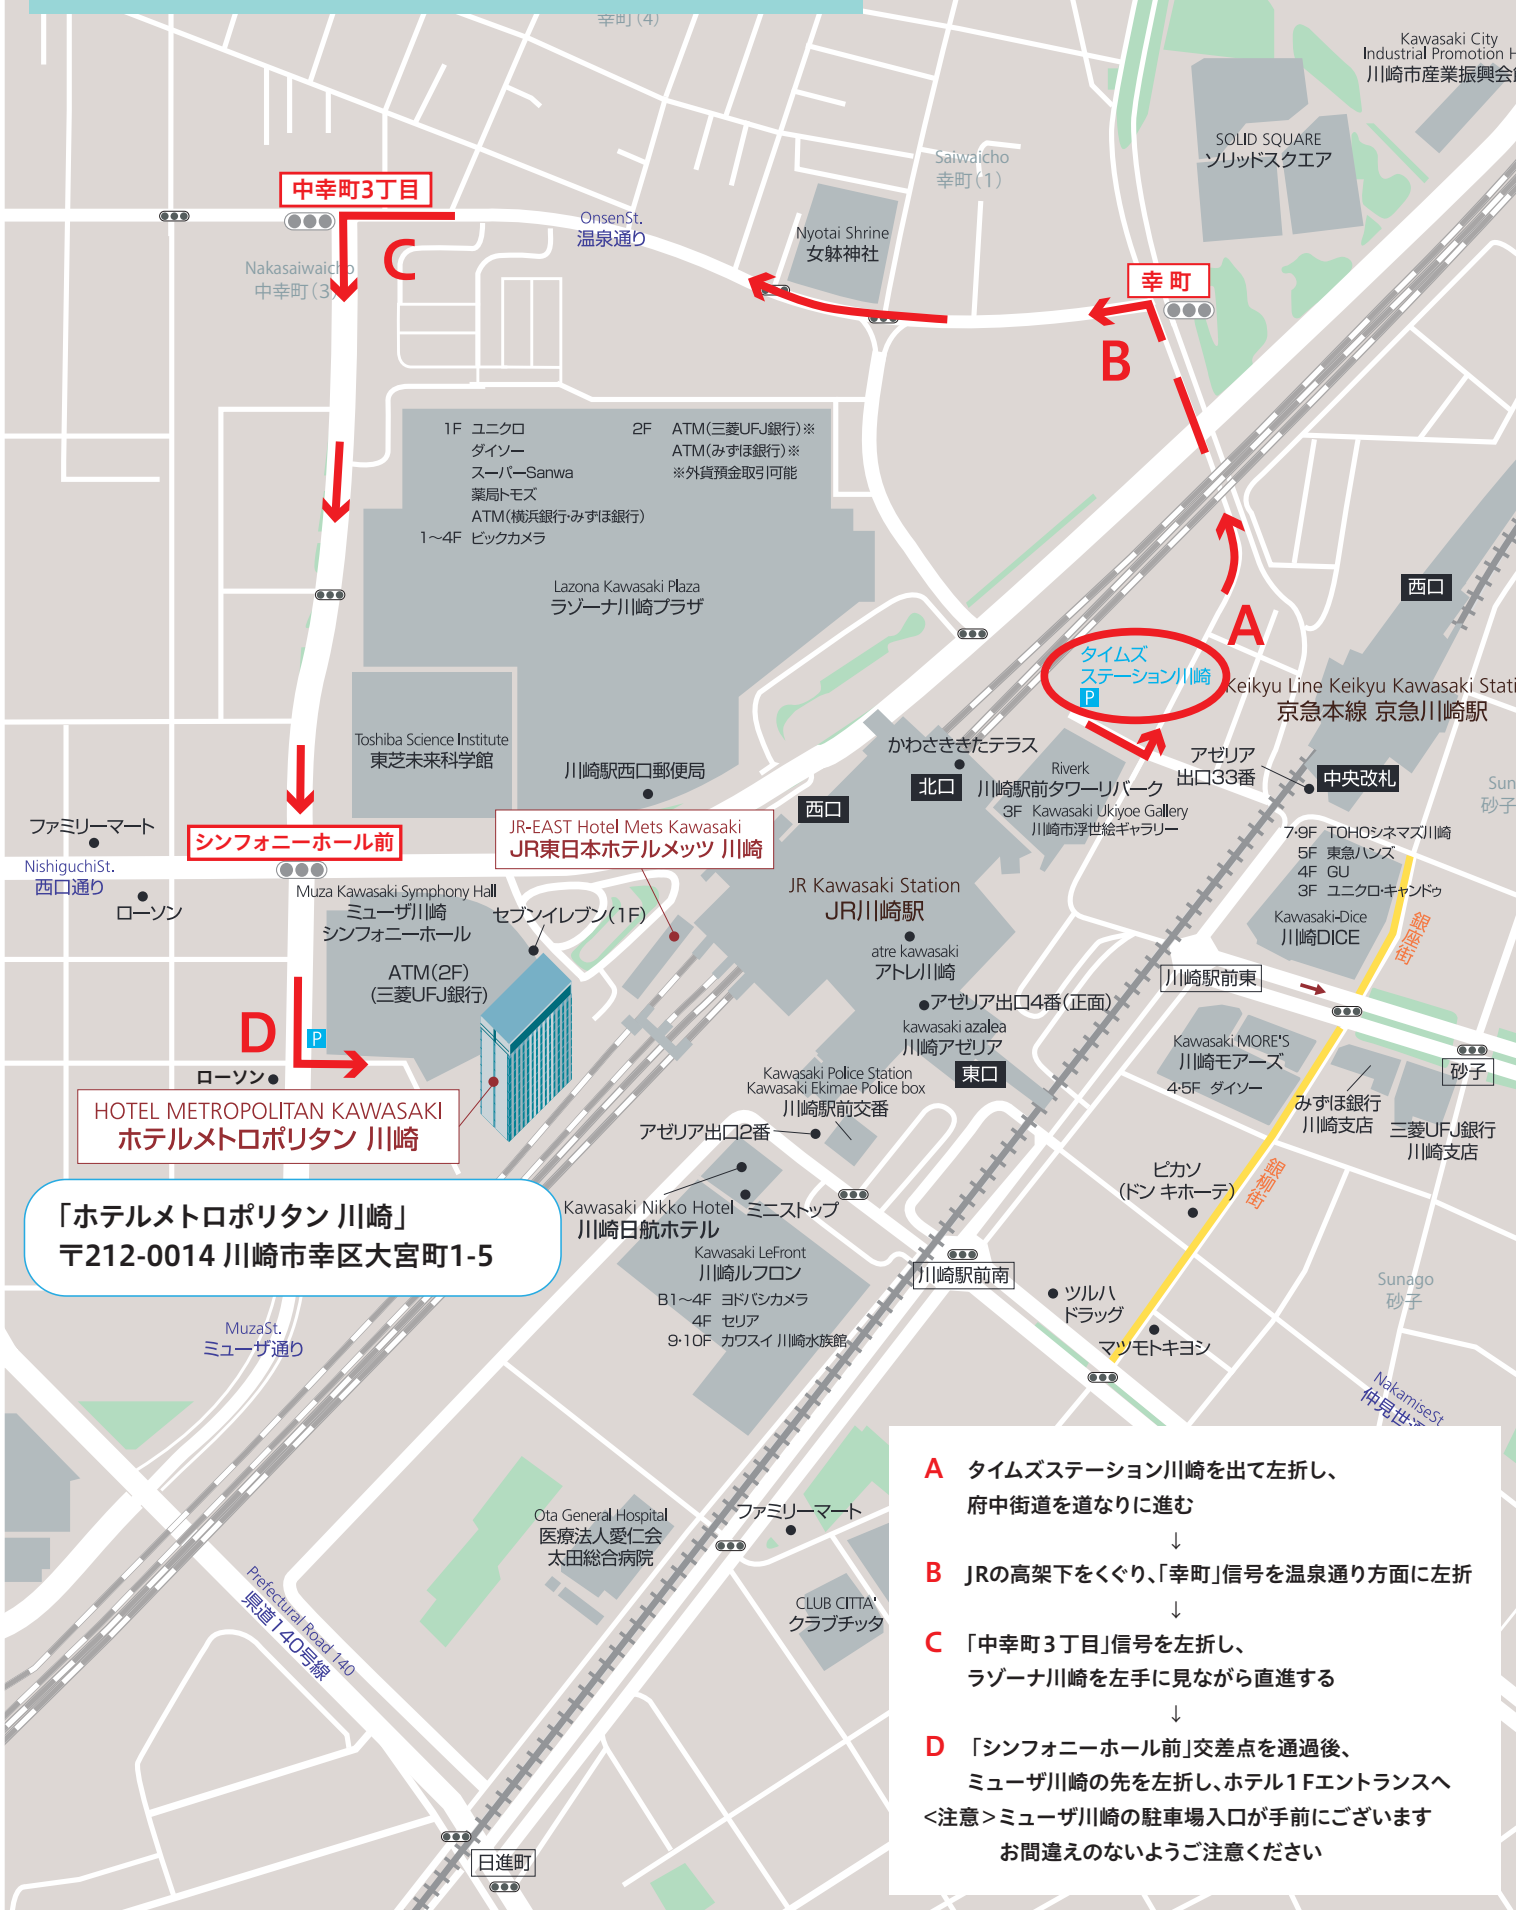 幸町(4)
Kawasaki City
Industrial Promotion H
川崎市産業振興会
SOLID SQUARE
ソリッドスクエア
Saiwaicho
幸町(1)
中幸町3丁目
OnsenSt.
温泉通り
Nyotai Shrine
女躰神社
C
Nakasaiwaicho
中幸町(3)
幸町
B
1F ユニクロ
ダイソー
スーパーSanwa
薬局トモズ
ATM(横浜銀行・みずほ銀行)
1〜4F ビックカメラ
2F ATM(三菱UFJ銀行)※
ATM(みずほ銀行)※
※外貨預金取引可能
Lazona Kawasaki Plaza
ラゾーナ川崎プラザ
西口
A
タイムズ
ステーション川崎
P
Keikyu Line Keikyu Kawasaki Stati
京急本線 京急川崎駅
Toshiba Science Institute
東芝未来科学館
川崎駅西口郵便局
かわさききたテラス
北口
西口
Riverk
川崎駅前タワーリバーク
3F Kawasaki Ukiyoe Gallery
川崎市浮世絵ギャラリー
アゼリア
出口33番
中央改札
Sun
砂子
ファミリーマート
シンフォニーホール前
NishiguchiSt.
西口通り
ローソン
JR-EAST Hotel Mets Kawasaki
JR東日本ホテルメッツ 川崎
7・9F TOHOシネマズ川崎
5F 東急ハンズ
4F GU
3F ユニクロ・キャンドゥ
Kawasaki-Dice
川崎DICE
銀座街
Muza Kawasaki Symphony Hall
ミューザ川崎
シンフォニーホール
セブンイレブン(1F)
ATM(2F)
(三菱UFJ銀行)
JR Kawasaki Station
JR川崎駅
atre kawasaki
アトレ川崎
アゼリア出口4番(正面)
kawasaki azalea
川崎アゼリア
東口
川崎駅前東
D
P
ローソン
HOTEL METROPOLITAN KAWASAKI
ホテルメトロポリタン 川崎
Kawasaki MORE'S
川崎モアーズ
4・5F ダイソー
砂子
みずほ銀行
川崎支店
三菱UFJ銀行
川崎支店
Kawasaki Police Station
Kawasaki Ekimae Police box
川崎駅前交番
アゼリア出口2番
ピカソ
(ドン キホーテ)
銀柳街
「ホテルメトロポリタン 川崎」
〒212-0014 川崎市幸区大宮町1-5
Kawasaki Nikko Hotel
川崎日航ホテル
ミニストップ
Kawasaki LeFront
川崎ルフロン
B1〜4F ヨドバシカメラ
4F セリア
9・10F カワスイ 川崎水族館
川崎駅前南
ツルハ
ドラッグ
マツモトキヨシ
Sunago
砂子
MuzaSt.
ミューザ通り
NakamiseSt
仲見世
Ota General Hospital
医療法人愛仁会
太田総合病院
ファミリーマート
CLUB CITTA'
クラブチッタ
Prefectural Road 140
県道140号線
日進町
A タイムズステーション川崎を出て左折し、
府中街道を道なりに進む
↓
B JRの高架下をくぐり、「幸町」信号を温泉通り方面に左折
↓
C 「中幸町3丁目」信号を左折し、
ラゾーナ川崎を左手に見ながら直進する
↓
D 「シンフォニーホール前」交差点を通過後、
ミューザ川崎の先を左折し、ホテル1Fエントランスへ
<注意>ミューザ川崎の駐車場入口が手前にございます
お間違えのないようご注意ください